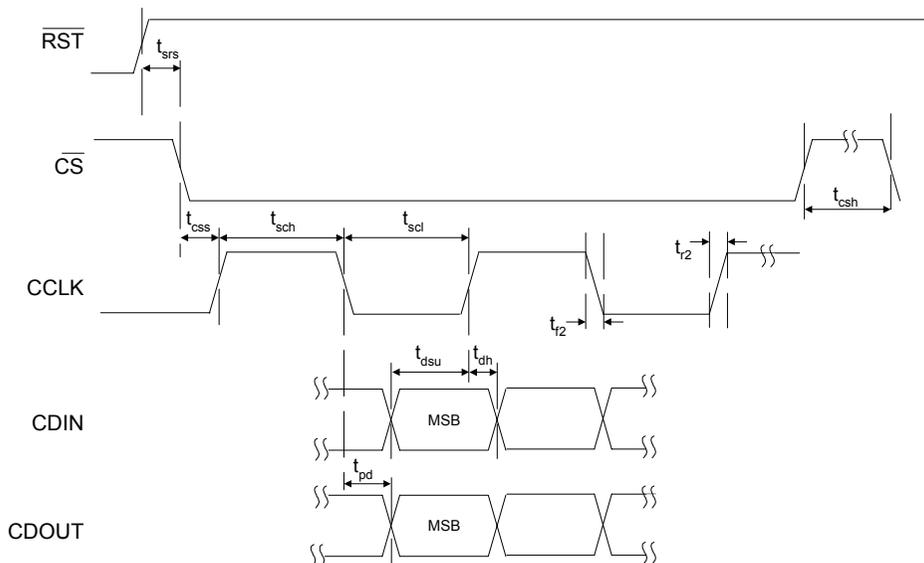 RST
t_srs
CS
t_csh
t_css
t_sch
t_scl
t_r2
CCLK
t_f2
t_dsu
t_dh
CDIN
MSB
t_pd
CDOUT
MSB